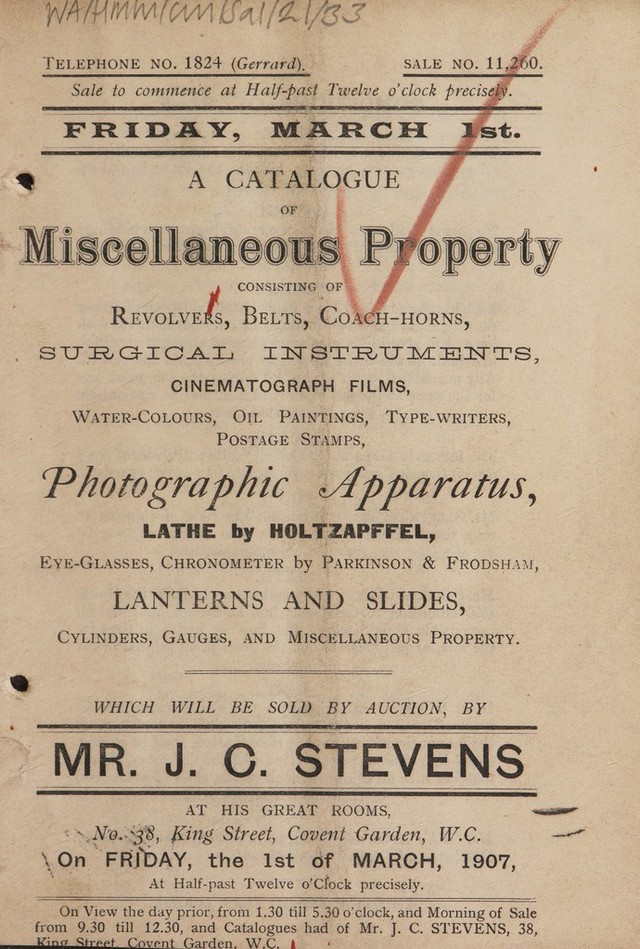 WA/HMM/CM/Sal/21/33
TELEPHONE NO. 1824 (Gerrard). SALE NO. 11,260.
Sale to commence at Half-past Twelve o'clock precisely.
FRIDAY, MARCH 1st.
A CATALOGUE
OF
Miscellaneous Property
CONSISTING OF
REVOLVERS, BELTS, COACH-HORNS,
SURGICAL INSTRUMENTS,
CINEMATOGRAPH FILMS,
WATER-COLOURS, OIL PAINTINGS, TYPE-WRITERS,
POSTAGE STAMPS,
Photographic Apparatus,
LATHE by HOLTZAPFFEL,
EYE-GLASSES, CHRONOMETER by PARKINSON & FRODSHAM,
LANTERNS AND SLIDES,
CYLINDERS, GAUGES, AND MISCELLANEOUS PROPERTY.
WHICH WILL BE SOLD BY AUCTION, BY
MR. J. C. STEVENS
AT HIS GREAT ROOMS,
No. 38, King Street, Covent Garden, W.C.
On FRIDAY, the 1st of MARCH, 1907,
At Half-past Twelve o'Clock precisely.
On View the day prior, from 1.30 till 5.30 o'clock, and Morning of Sale
from 9.30 till 12.30, and Catalogues had of Mr. J. C. STEVENS, 38,
King Street, Covent Garden, W.C.